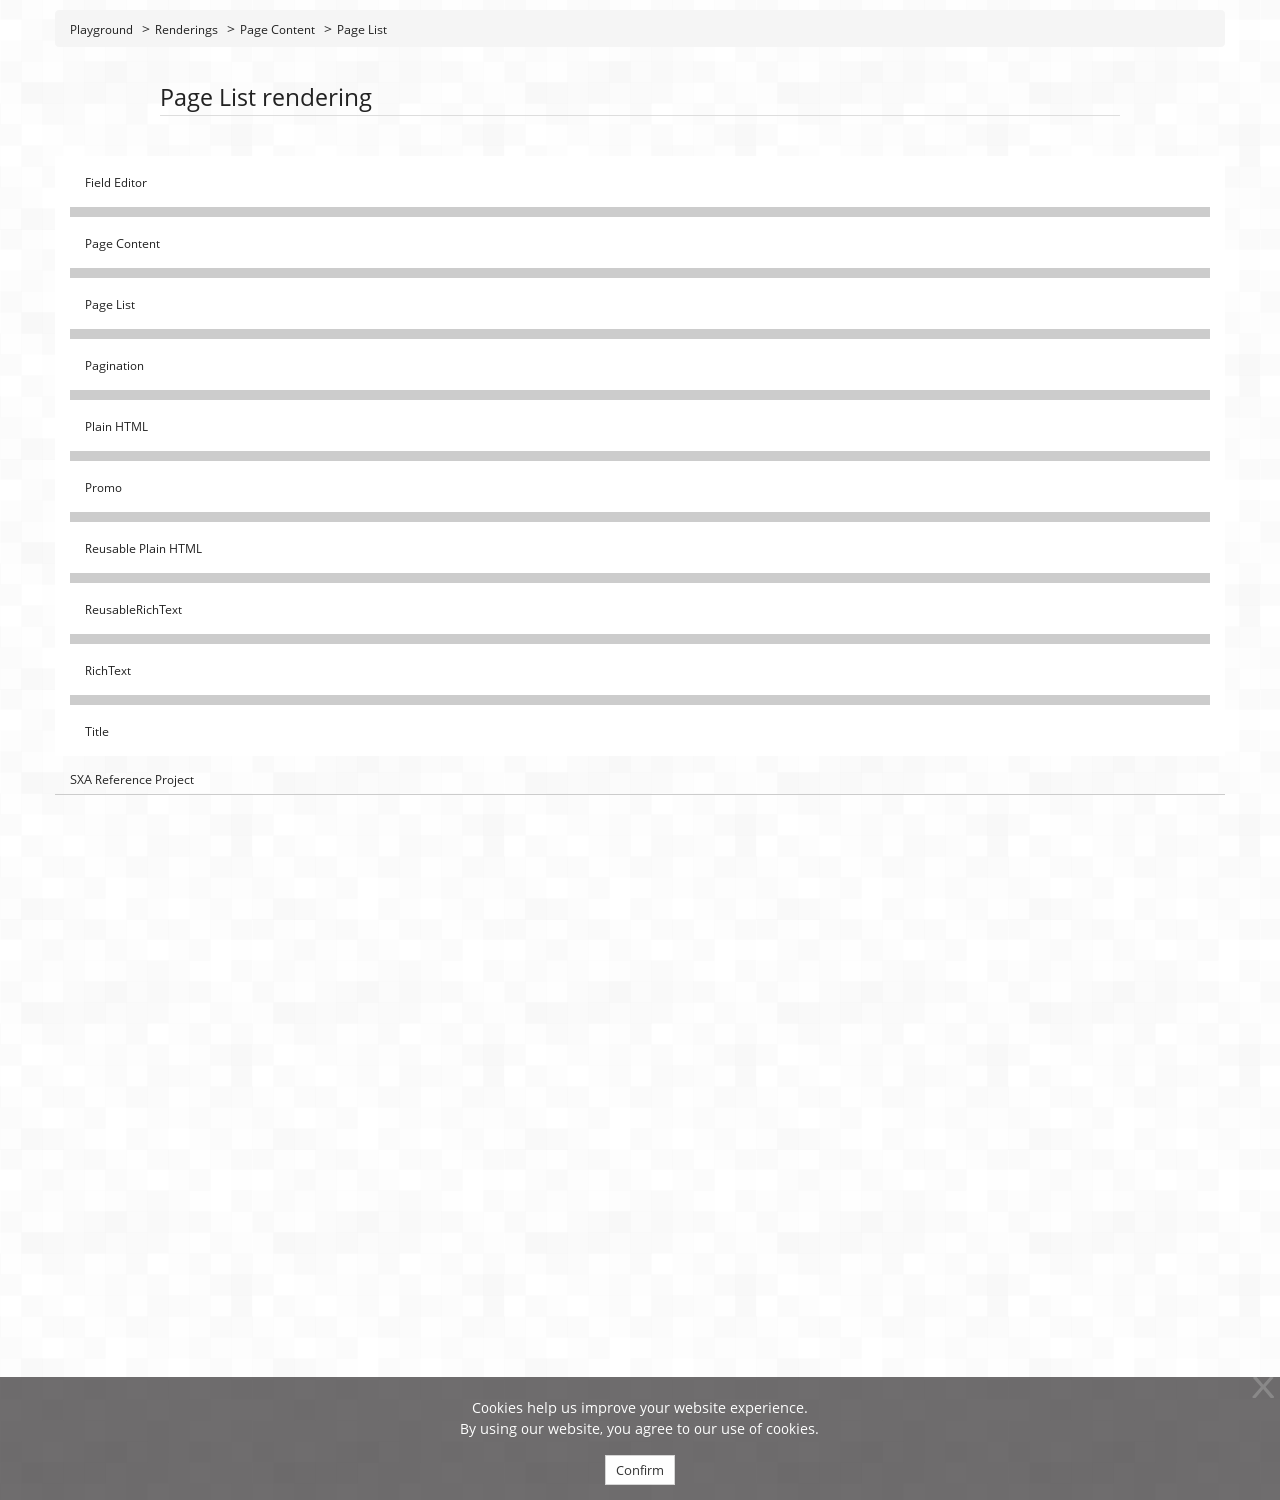 Playground > Renderings > Page Content > Page List
Page List rendering
Field Editor
Page Content
Page List
Pagination
Plain HTML
Promo
Reusable Plain HTML
ReusableRichText
RichText
Title
SXA Reference Project
X
Cookies help us improve your website experience.
By using our website, you agree to our use of cookies.
Confirm